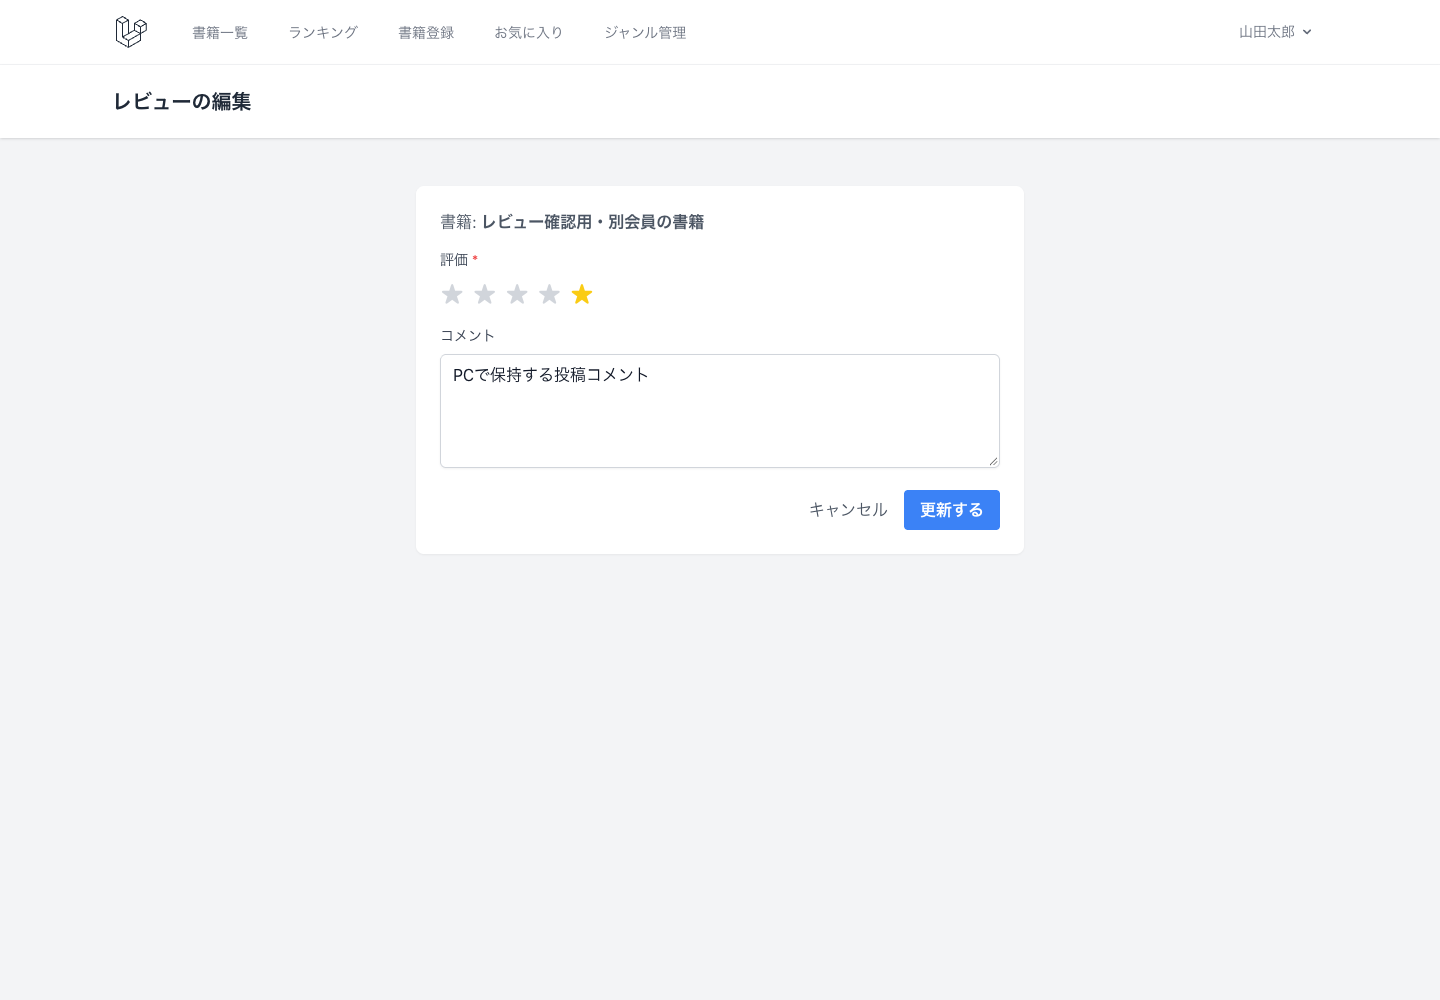 書籍一覧
ランキング
書籍登録
お気に入り
ジャンル管理
山田太郎
レビューの編集
書籍: レビュー確認用・別会員の書籍
評価 *
コメント
PCで保持する投稿コメント
キャンセル
更新する